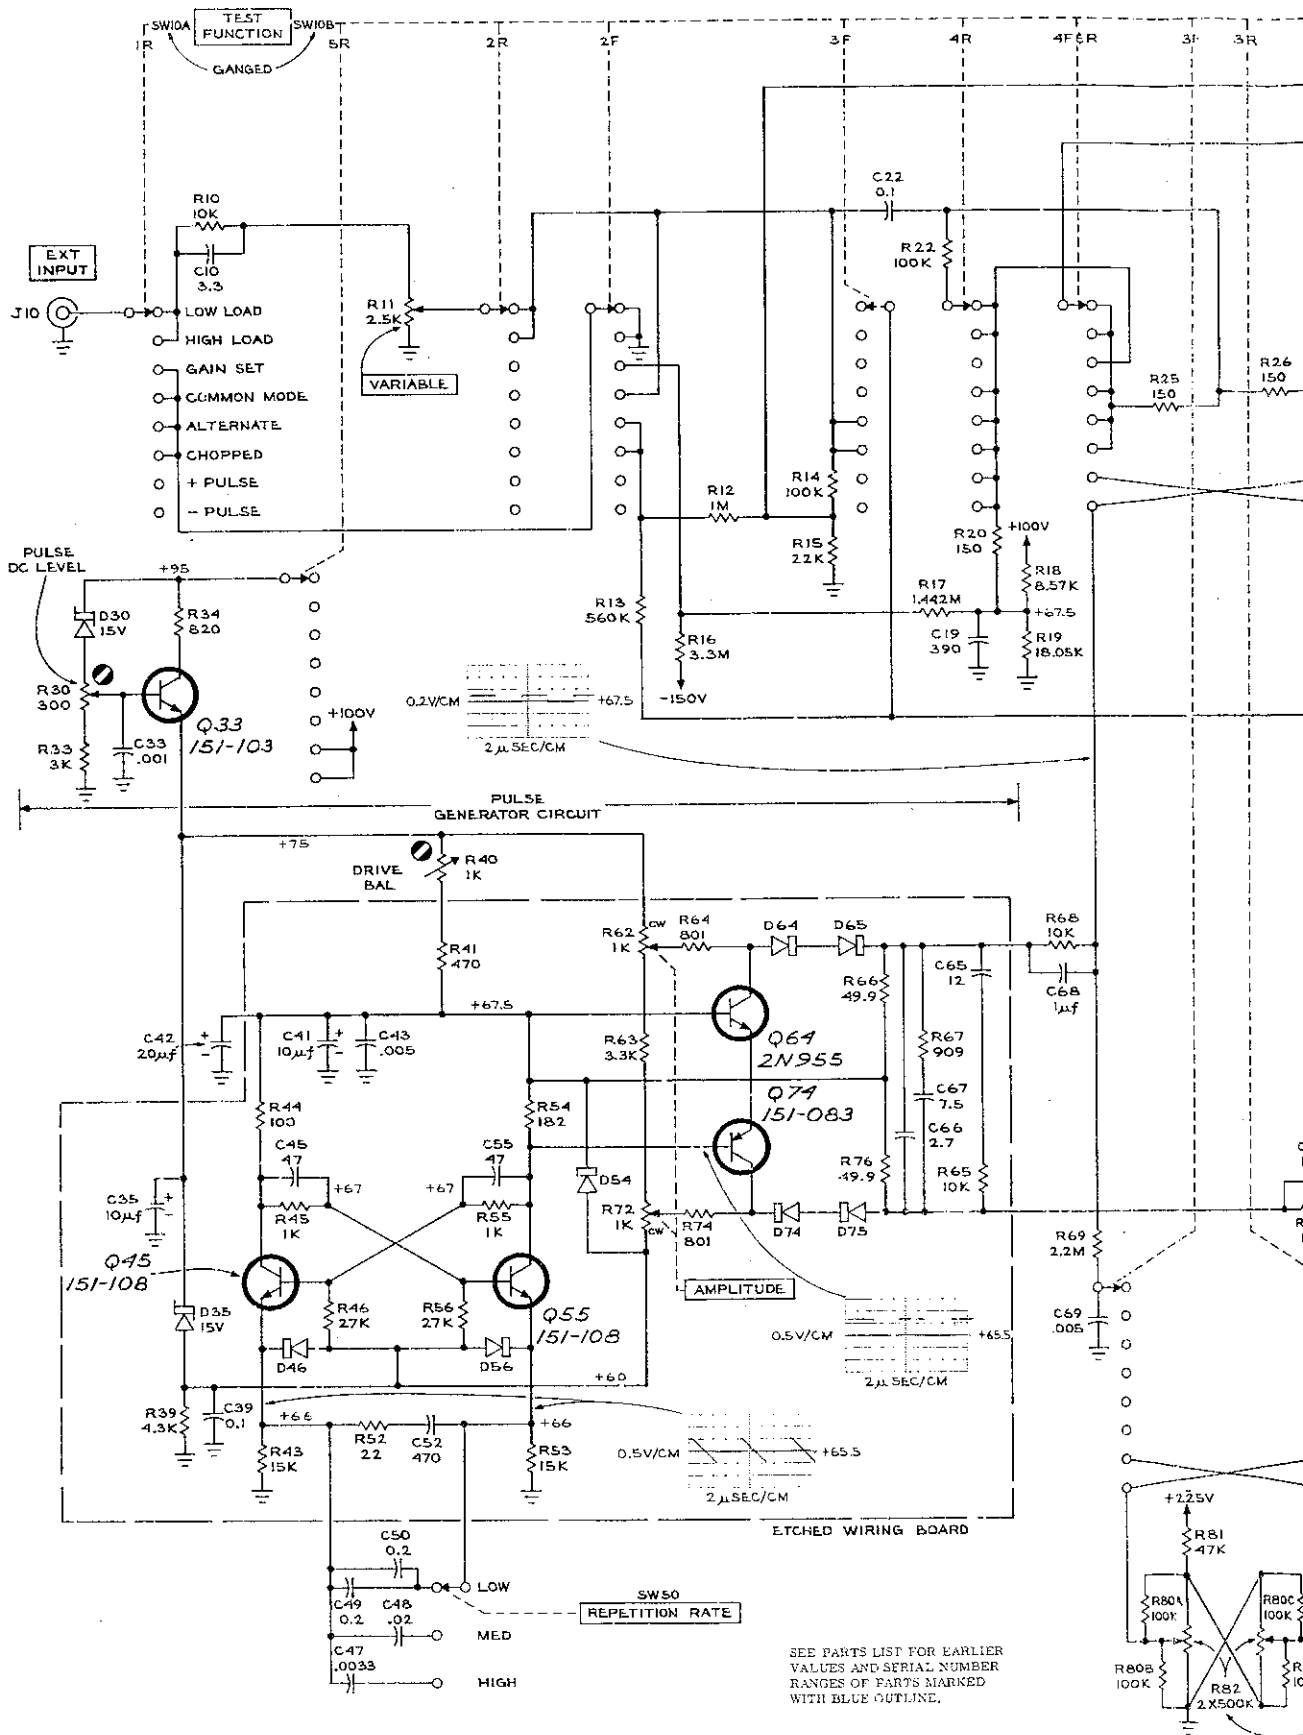 SW10A
TEST
FUNCTION
SW10B
GANGED
1R
5R
2R
2F
3F
4R
4F
5R
3R
EXT
INPUT
J10
R10
10K
C10
3.3
LOW LOAD
HIGH LOAD
GAIN SET
COMMON MODE
ALTERNATE
CHOPPED
+ PULSE
- PULSE
R11
2.5K
VARIABLE
C22
0.1
R22
100K
R25
150
R26
150
R12
1M
R14
100K
R15
22K
R20
150
+100V
R18
8.57K
+67.5
R19
18.05K
R17
1.442M
C19
390
R13
560K
R16
3.3M
-150V
PULSE
DC LEVEL
+95
D30
15V
R34
820
R30
300
R33
3K
C33
.001
Q33
151-103
+100V
0.2V/CM
+67.5
2μSEC/CM
PULSE
GENERATOR CIRCUIT
+75
DRIVE
BAL
R40
1K
R41
470
+67.5
C42
20μf
C41
10μf
C43
.005
R62
1K
CW
R64
801
D64
D65
R66
49.9
C65
12
R68
10K
C68
1μf
Q64
2N955
R67
909
R63
3.3K
Q74
151-083
C67
7.5
C66
2.7
R44
100
R54
182
C45
47
C55
47
+67
+67
R45
1K
R55
1K
D54
R76
49.9
R65
10K
C35
10μf
R72
1K
CW
R74
801
D74
D75
Q45
151-108
R69
2.2M
AMPLITUDE
D35
15V
R46
27K
R56
27K
Q55
151-108
D46
D56
0.5V/CM
+65.5
2μSEC/CM
C69
.005
+60
R39
4.3K
C39
0.1
+66
R52
22
C52
470
+66
R43
15K
R53
15K
0.5V/CM
+65.5
2μSEC/CM
ETCHED WIRING BOARD
C50
0.2
C49
0.2
C48
.02
C47
.0033
LOW
MED
HIGH
SW50
REPETITION RATE
+225V
R81
47K
R80A
100K
R80C
100K
R80B
100K
R82
2X500K
SEE PARTS LIST FOR EARLIER
VALUES AND SERIAL NUMBER
RANGES OF PARTS MARKED
WITH BLUE OUTLINE.